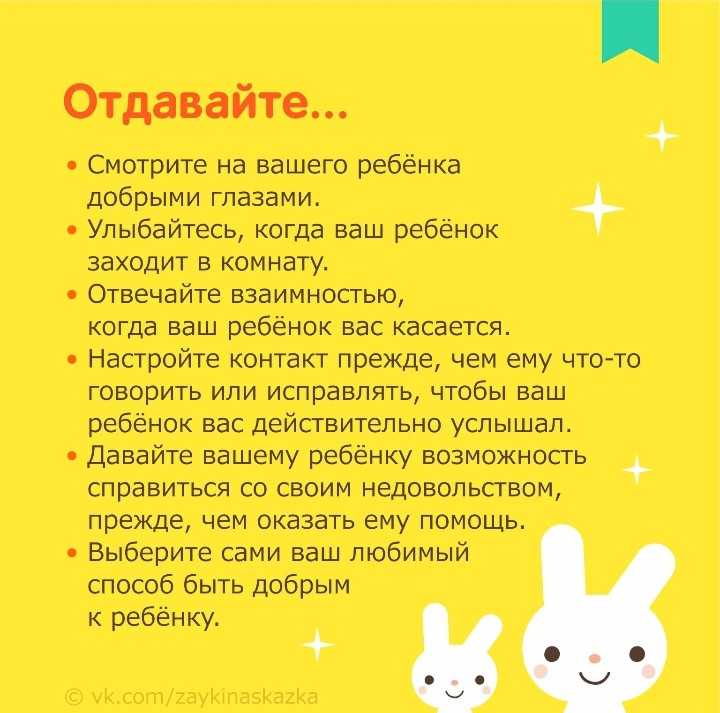 Отдавайте...
• Смотрите на вашего ребёнка
добрыми глазами.
• Улыбайтесь, когда ваш ребёнок
заходит в комнату.
• Отвечайте взаимностью,
когда ваш ребёнок вас касается.
• Настройте контакт прежде, чем ему что-то
говорить или исправлять, чтобы ваш
ребёнок вас действительно услышал.
• Давайте вашему ребёнку возможность
справиться со своим недовольством,
прежде, чем оказать ему помощь.
• Выберите сами ваш любимый
способ быть добрым
к ребёнку.
© vk.com/zaykinaskazka